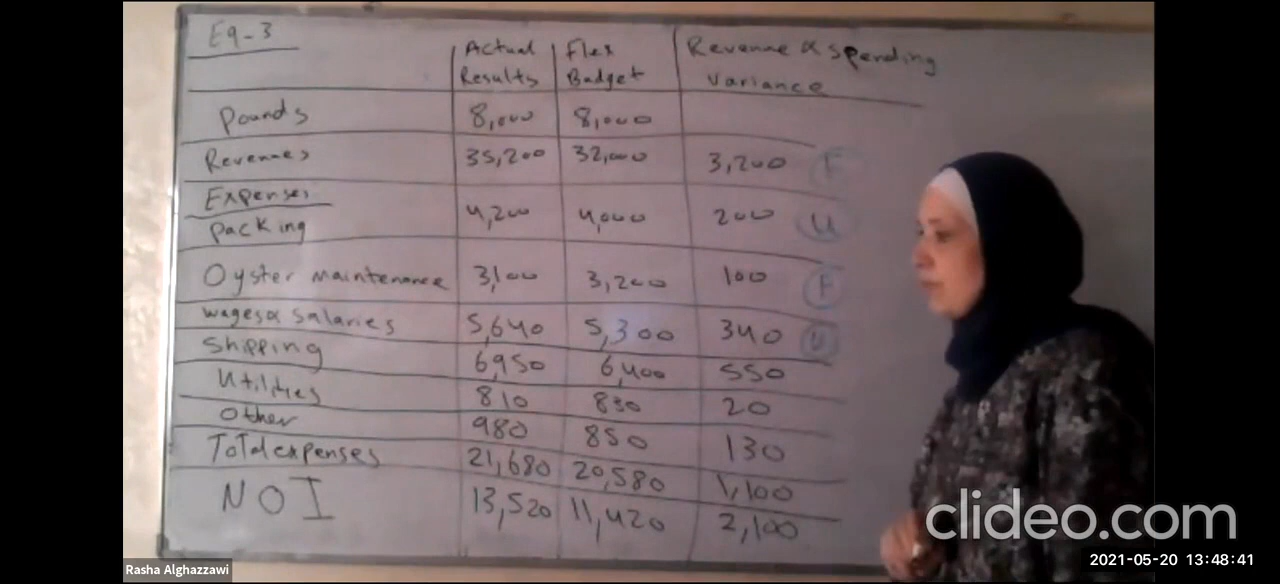 E9-3
Actual Results Flex Budget Revenue & Spending Variance
Pounds 8,000 8,000
Revenues 35,200 32,000 3,200 F
Expenses
Packing 4,200 4,000 200 U
Oyster maintenance 3,100 3,200 100 F
wages & salaries 5,640 5,300 340 U
Shipping 6,950 6,400 550
Utilities 810 830 20
Other 980 850 130
Total expenses 21,680 20,580 1,100
NOI 13,520 11,420 2,100
clideo.com
2021-05-20 13:48:41
Rasha Alghazzawi